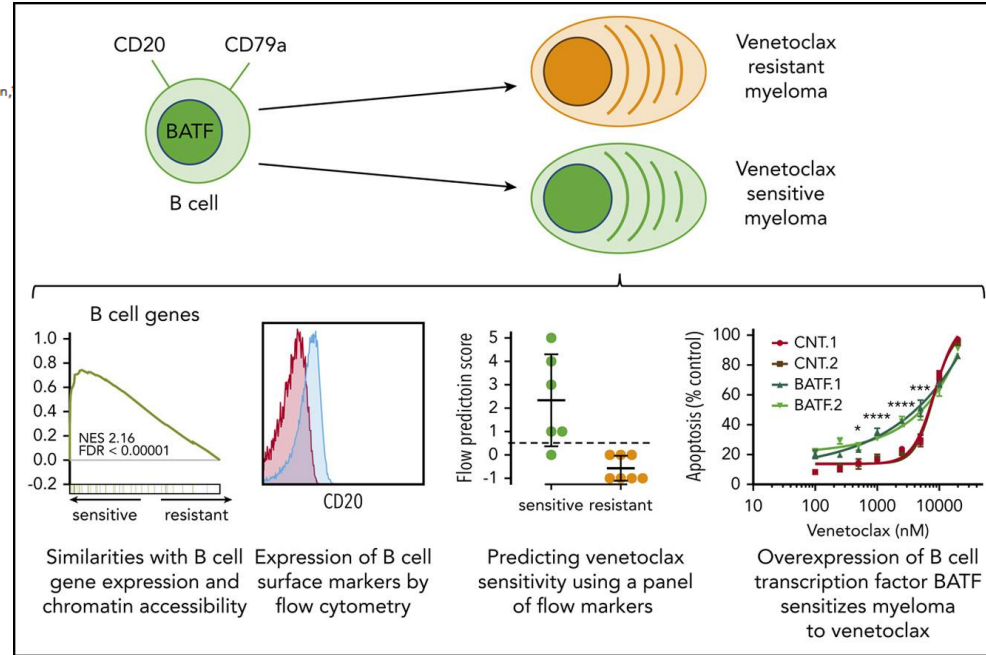 n,
CD20
CD79a
BATF
B cell
Venetoclax
resistant
myeloma
Venetoclax
sensitive
myeloma
B cell genes
1.0
0.8
0.6
0.4
0.2
0.0
-0.2
NES 2.16
FDR < 0.00001
sensitive
resistant
Similarities with B cell
gene expression and
chromatin accessibility
CD20
Expression of B cell
surface markers by
flow cytometry
Flow predictoin score
5
4
3
2
1
0
-1
sensitive resistant
Predicting venetoclax
sensitivity using a panel
of flow markers
Apoptosis (% control)
100
80
60
40
20
0
CNT.1
CNT.2
BATF.1
BATF.2
*
****
****
***
10
100
1000
10000
Venetoclax (nM)
Overexpression of B cell
transcription factor BATF
sensitizes myeloma
to venetoclax